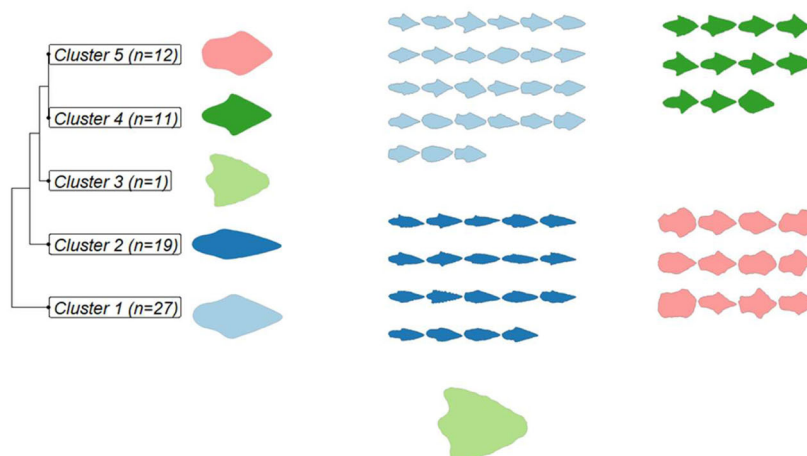 Cluster 5 (n=12)
Cluster 4 (n=11)
Cluster 3 (n=1)
Cluster 2 (n=19)
Cluster 1 (n=27)